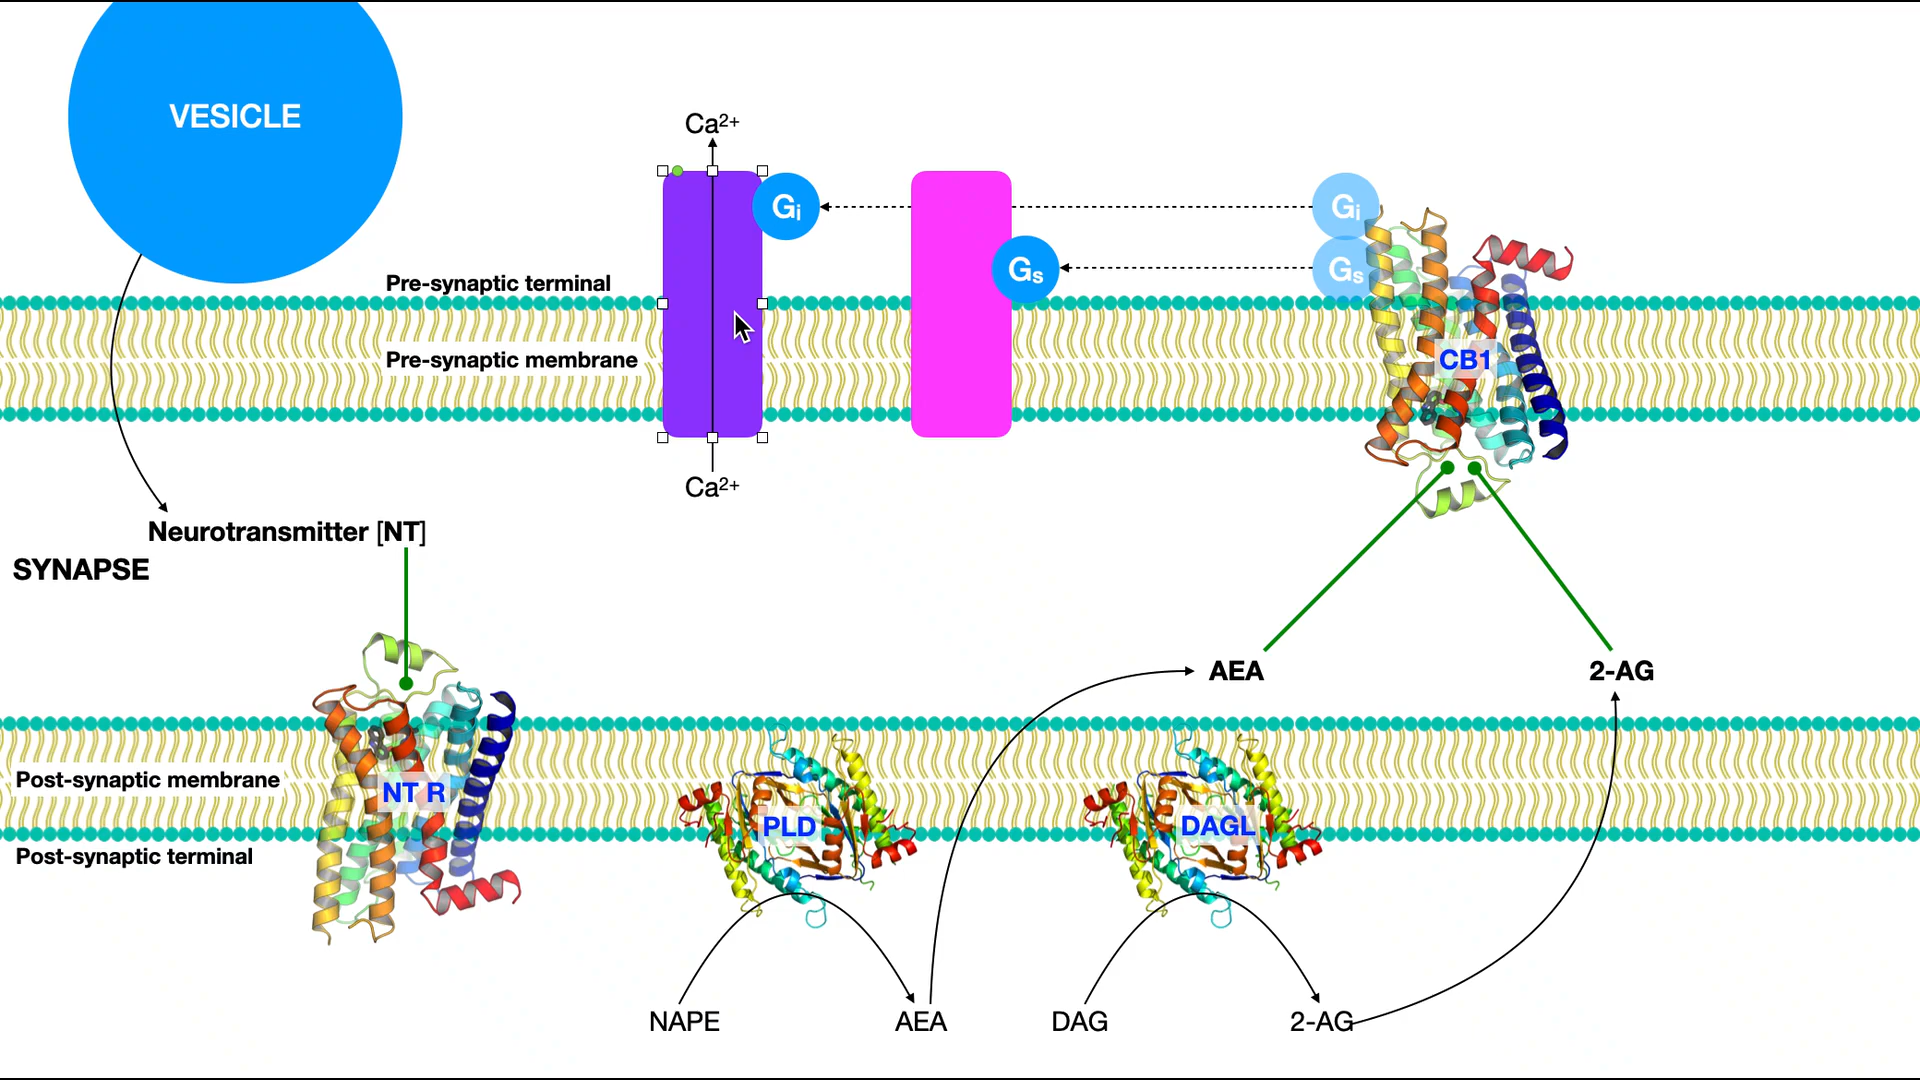 VESICLE
Ca²⁺
Gᵢ
Gᵢ
Gₛ
Gₛ
Pre-synaptic terminal
Pre-synaptic membrane
CB1
Ca²⁺
Neurotransmitter [NT]
SYNAPSE
AEA
2-AG
Post-synaptic membrane
NT R
PLD
DAGL
Post-synaptic terminal
NAPE
AEA
DAG
2-AG